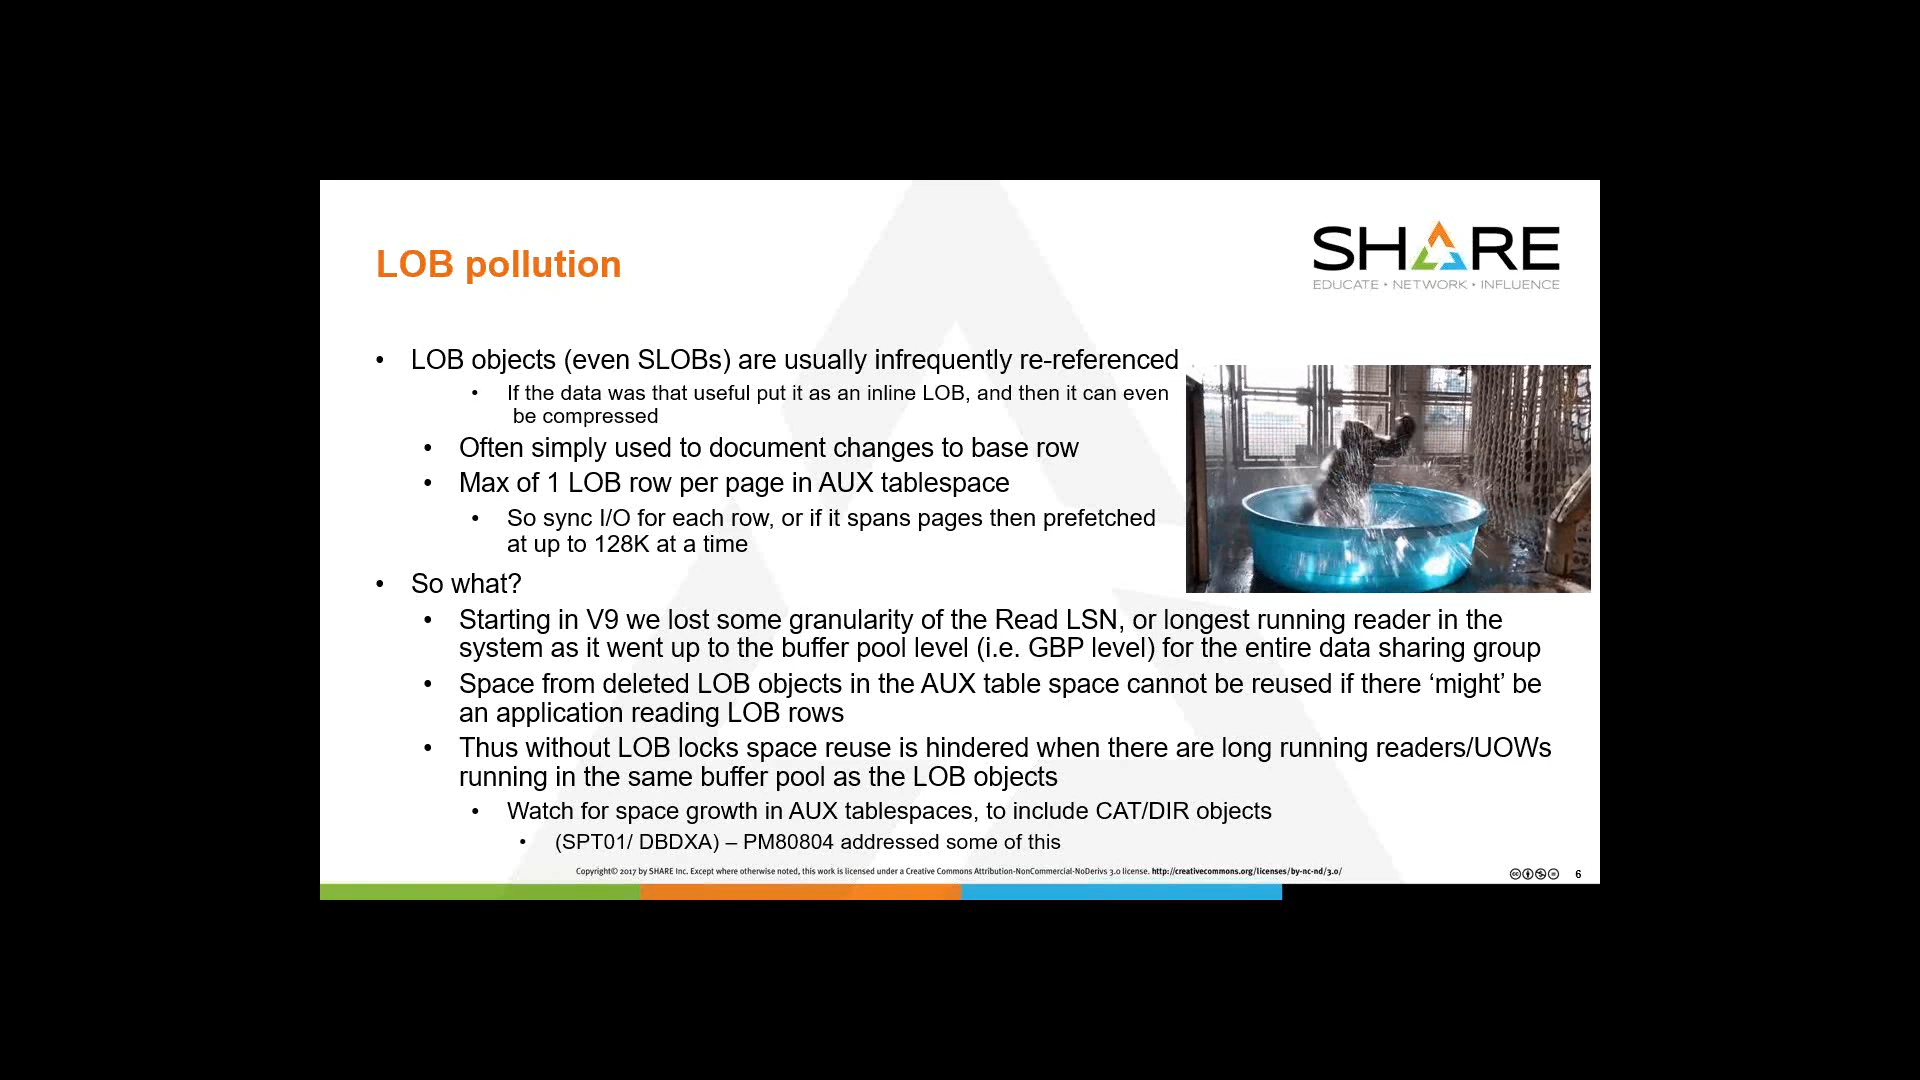 LOB pollution
SHARE
EDUCATE • NETWORK • INFLUENCE
• LOB objects (even SLOBs) are usually infrequently re-referenced
• If the data was that useful put it as an inline LOB, and then it can even
be compressed
• Often simply used to document changes to base row
• Max of 1 LOB row per page in AUX tablespace
• So sync I/O for each row, or if it spans pages then prefetched
at up to 128K at a time
• So what?
• Starting in V9 we lost some granularity of the Read LSN, or longest running reader in the
system as it went up to the buffer pool level (i.e. GBP level) for the entire data sharing group
• Space from deleted LOB objects in the AUX table space cannot be reused if there ‘might’ be
an application reading LOB rows
• Thus without LOB locks space reuse is hindered when there are long running readers/UOWs
running in the same buffer pool as the LOB objects
• Watch for space growth in AUX tablespaces, to include CAT/DIR objects
• (SPT01/ DBDXA) – PM80804 addressed some of this
Copyright© 2017 by SHARE Inc. Except where otherwise noted, this work is licensed under a Creative Commons Attribution-NonCommercial-NoDerivs 3.0 license. http://creativecommons.org/licenses/by-nc-nd/3.0/
6